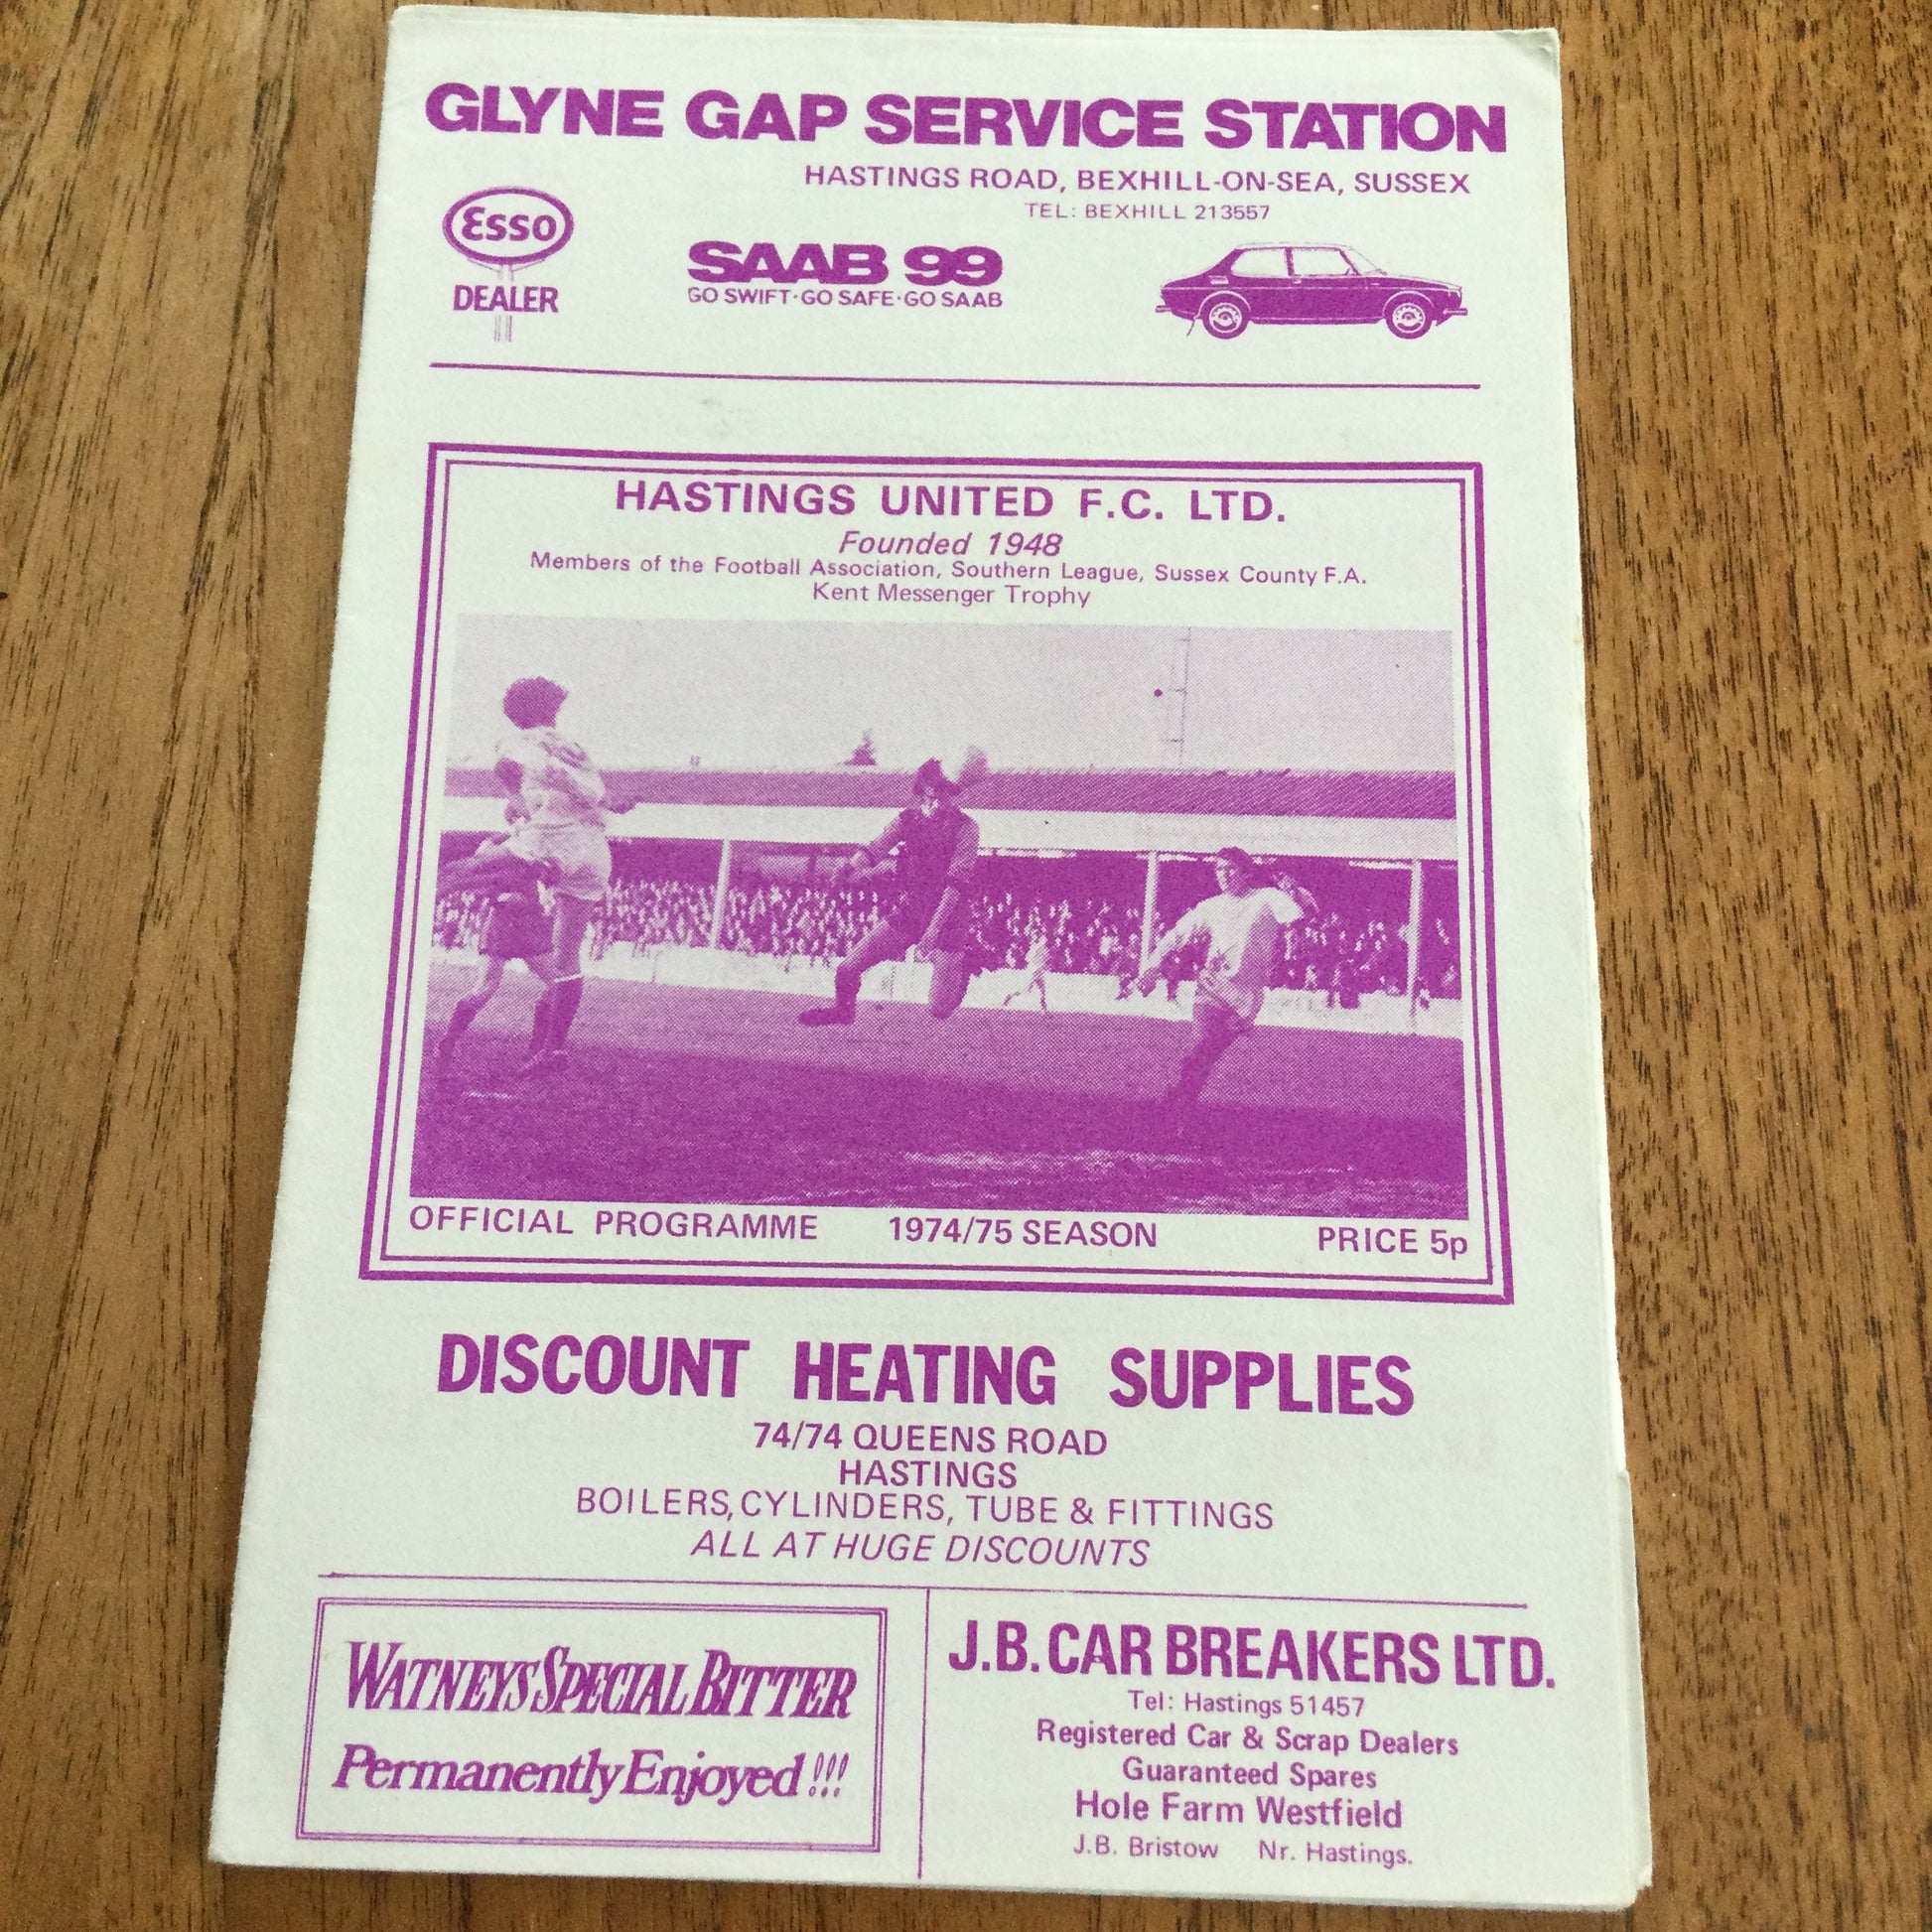 GLYNE GAP SERVICE STATION
HASTINGS ROAD, BEXHILL-ON-SEA, SUSSEX
TEL: BEXHILL 213557
Esso
DEALER
SAAB 99
GO SWIFT·GO SAFE·GO SAAB
HASTINGS UNITED F.C. LTD.
Founded 1948
Members of the Football Association, Southern League, Sussex County F.A.
Kent Messenger Trophy
OFFICIAL PROGRAMME 1974/75 SEASON PRICE 5p
DISCOUNT HEATING SUPPLIES
74/74 QUEENS ROAD
HASTINGS
BOILERS, CYLINDERS, TUBE & FITTINGS
ALL AT HUGE DISCOUNTS
WATNEYS SPECIAL BITTER
Permanently Enjoyed!!!
J.B. CAR BREAKERS LTD.
Tel: Hastings 51457
Registered Car & Scrap Dealers
Guaranteed Spares
Hole Farm Westfield
J.B. Bristow Nr. Hastings.